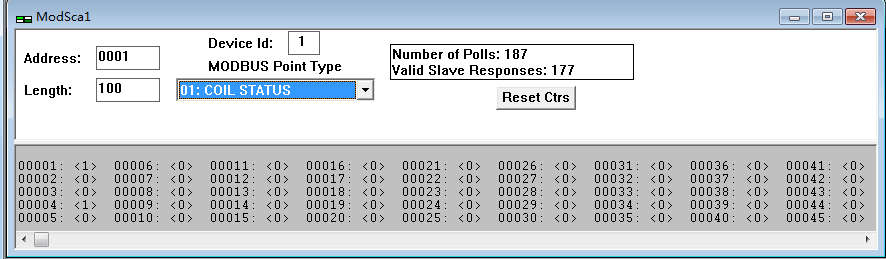 ModSca1
Address: 0001
Device Id: 1
MODBUS Point Type
Length: 100
01: COIL STATUS
Number of Polls: 187
Valid Slave Responses: 177
Reset Ctrs
00001: <1> 00006: <0> 00011: <0> 00016: <0> 00021: <0> 00026: <0> 00031: <0> 00036: <0> 00041: <0>
00002: <0> 00007: <0> 00012: <0> 00017: <0> 00022: <0> 00027: <0> 00032: <0> 00037: <0> 00042: <0>
00003: <0> 00008: <0> 00013: <0> 00018: <0> 00023: <0> 00028: <0> 00033: <0> 00038: <0> 00043: <0>
00004: <1> 00009: <0> 00014: <0> 00019: <0> 00024: <0> 00029: <0> 00034: <0> 00039: <0> 00044: <0>
00005: <0> 00010: <0> 00015: <0> 00020: <0> 00025: <0> 00030: <0> 00035: <0> 00040: <0> 00045: <0>